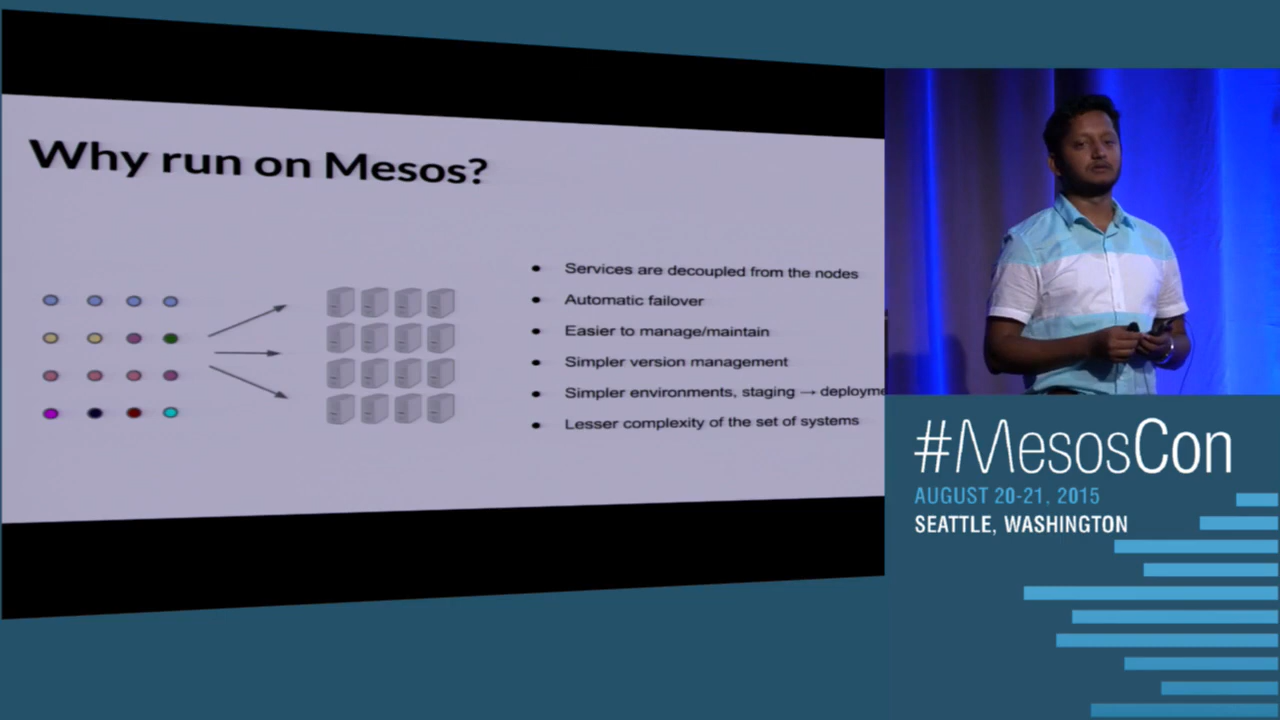 Why run on Mesos?
● Services are decoupled from the nodes
● Automatic failover
● Easier to manage/maintain
● Simpler version management
● Simpler environments, staging → deployme
● Lesser complexity of the set of systems
#MesosCon
AUGUST 20-21, 2015
SEATTLE, WASHINGTON